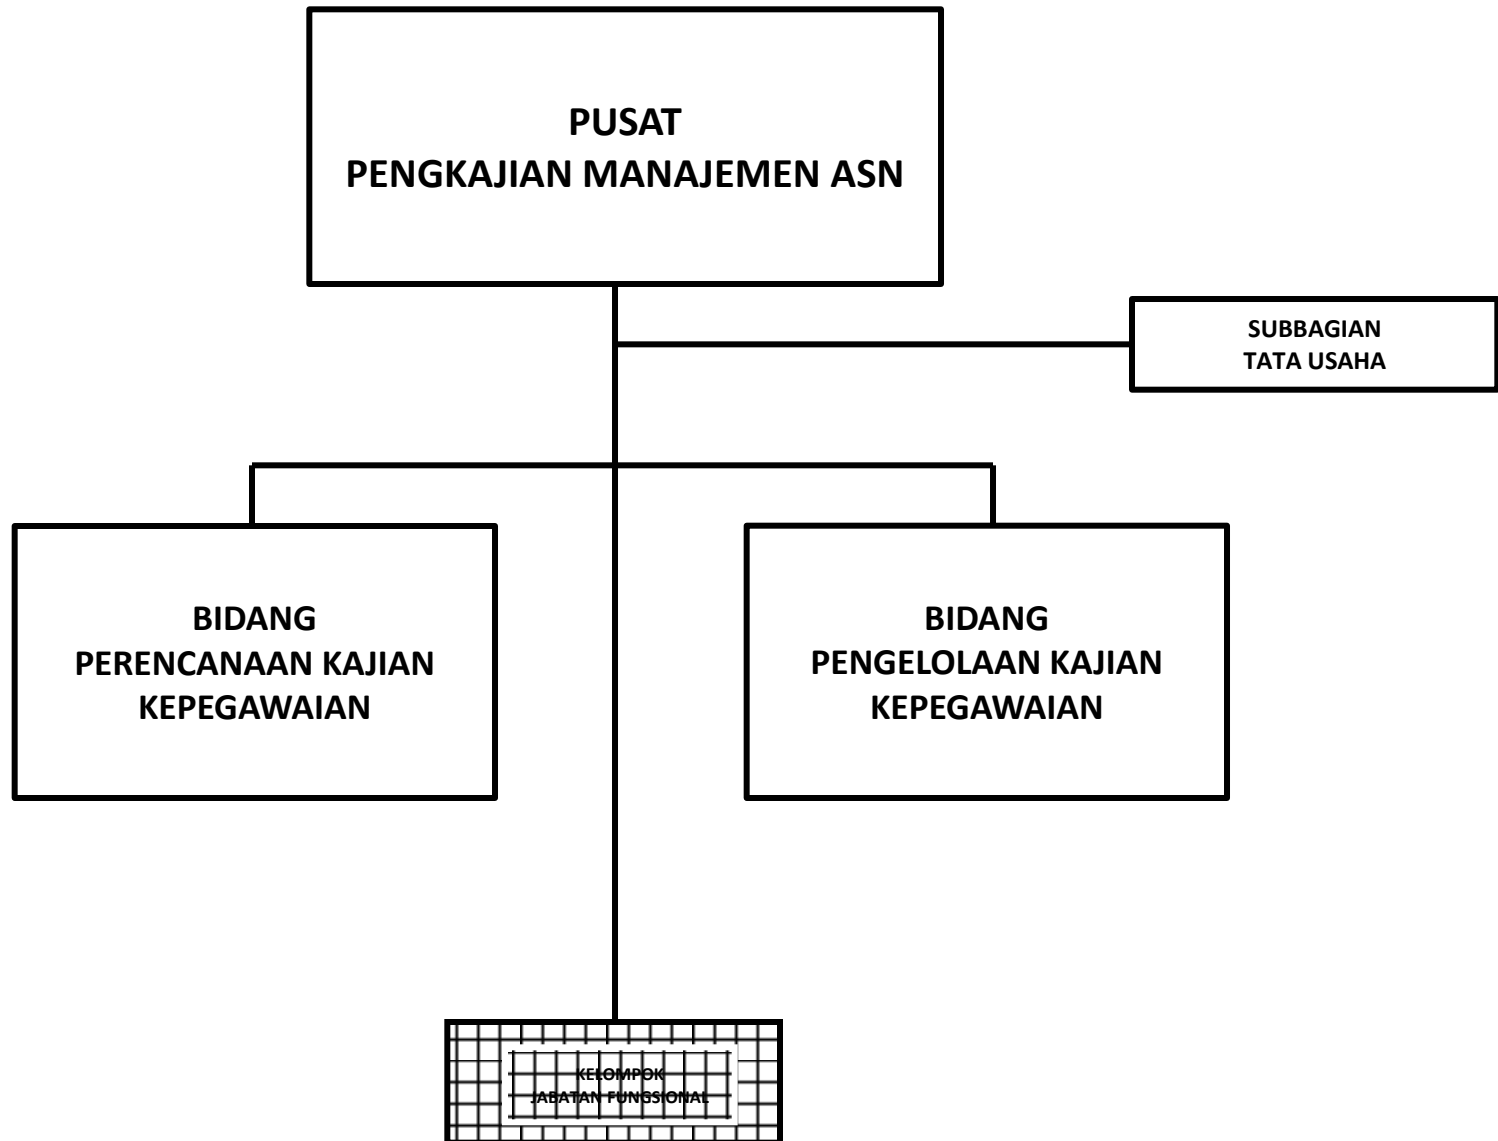 PUSAT
PENGKAJIAN MANAJEMEN ASN
SUBBAGIAN
TATA USAHA
BIDANG
PERENCANAAN KAJIAN
KEPEGAWAIAN
BIDANG
PENGELOLAAN KAJIAN
KEPEGAWAIAN
KELOMPOK
JABATAN FUNGSIONAL